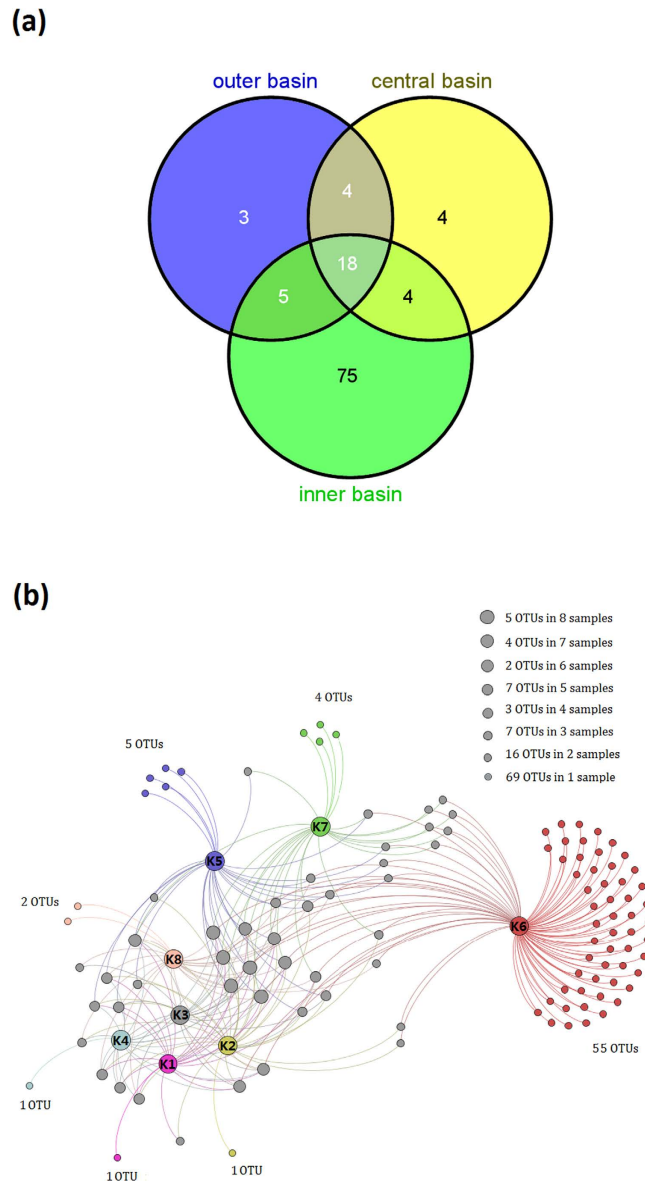 (a)
outer basin
central basin
3
4
4
18
5
4
75
inner basin
(b)
5 OTUs in 8 samples
4 OTUs in 7 samples
2 OTUs in 6 samples
7 OTUs in 5 samples
3 OTUs in 4 samples
7 OTUs in 3 samples
16 OTUs in 2 samples
69 OTUs in 1 sample
4 OTUs
5 OTUs
K7
K5
2 OTUs
K6
K8
K3
K4
K2
K1
55 OTUs
1 OTU
1 OTU
1 OTU